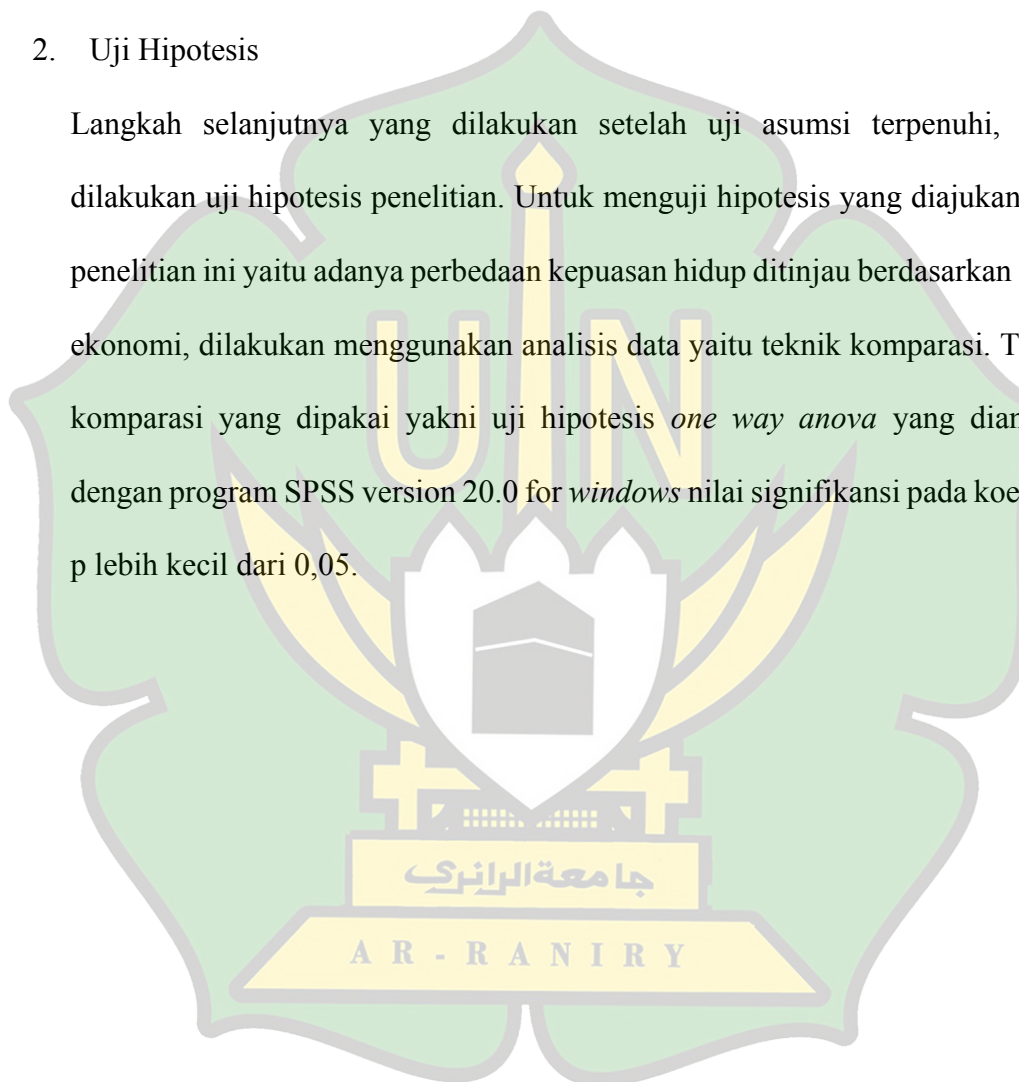 2. Uji Hipotesis
Langkah selanjutnya yang dilakukan setelah uji asumsi terpenuhi,
dilakukan uji hipotesis penelitian. Untuk menguji hipotesis yang diajukan
penelitian ini yaitu adanya perbedaan kepuasan hidup ditinjau berdasarkan
ekonomi, dilakukan menggunakan analisis data yaitu teknik komparasi. T
komparasi yang dipakai yakni uji hipotesis one way anova yang dian
dengan program SPSS version 20.0 for windows nilai signifikansi pada koe
p lebih kecil dari 0,05.
UIN
جامعة الرانري
AR-RANIRY